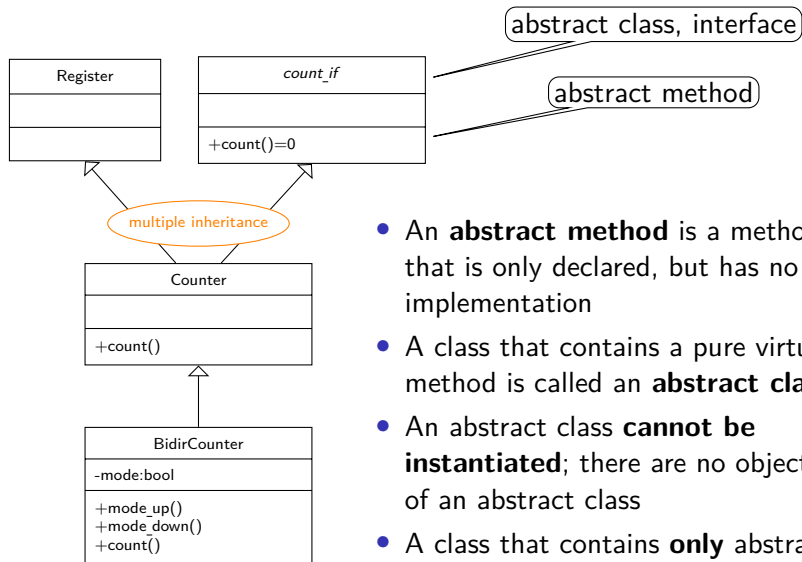 abstract class, interface
Register
count_if
abstract method
+count()=0
multiple inheritance
Counter
+count()
BidirCounter
-mode:bool
+mode_up()
+mode_down()
+count()
• An abstract method is a metho
that is only declared, but has no
implementation
• A class that contains a pure virtu
method is called an abstract cla
• An abstract class cannot be
instantiated; there are no object
of an abstract class
• A class that contains only abstra